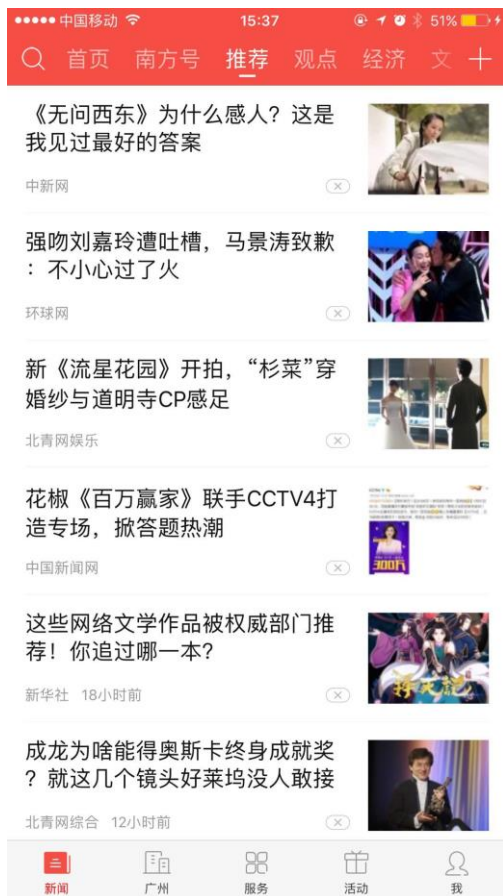 中国移动 15:37 51%
首页 南方号 推荐 观点 经济 文
《无问西东》为什么感人？这是
我见过最好的答案
中新网
强吻刘嘉玲遭吐槽，马景涛致歉
：不小心过了火
环球网
新《流星花园》开拍，“杉菜”穿
婚纱与道明寺CP感足
北青网娱乐
花椒《百万赢家》联手CCTV4打
造专场，掀答题热潮
中国新闻网
300万
这些网络文学作品被权威部门推
荐！你追过哪一本？
新华社 18小时前
择天记
成龙为啥能得奥斯卡终身成就奖
？就这几个镜头好莱坞没人敢接
北青网综合 12小时前
新闻 广州 服务 活动 我